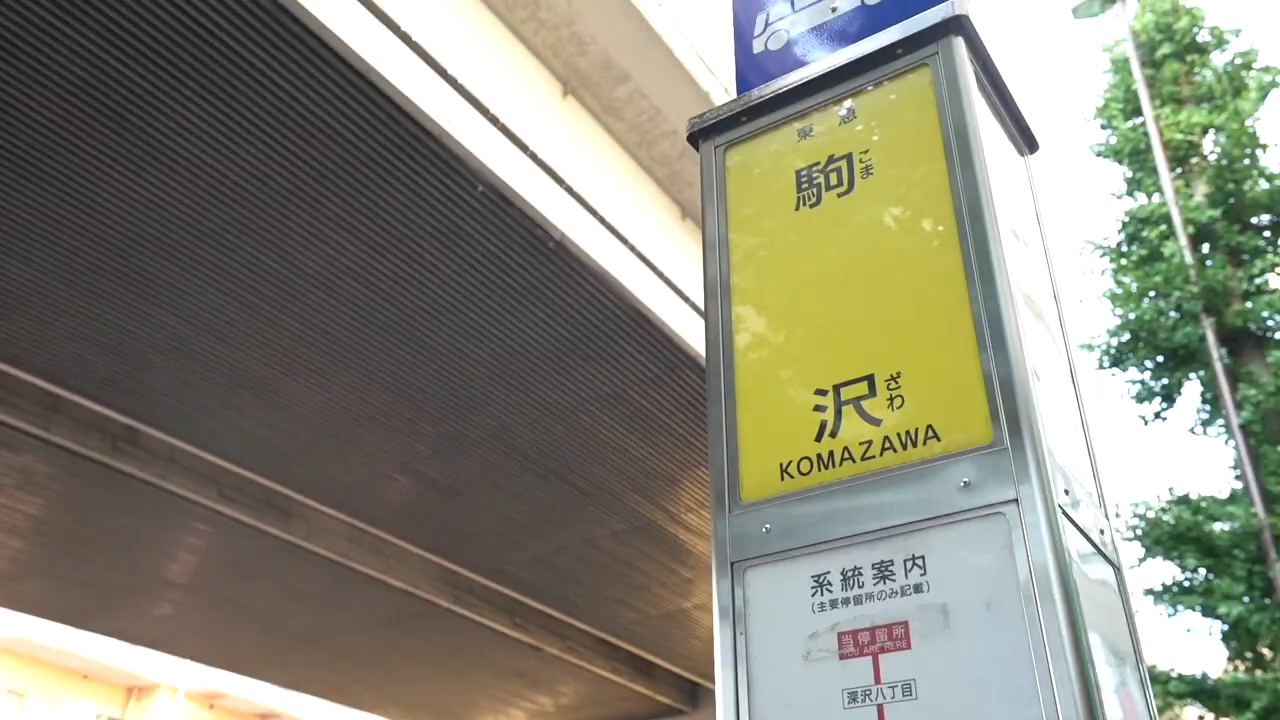 東急
駒 こま
沢 ざわ
KOMAZAWA
系統案内
(主要停留所のみ記載)
当停留所
YOU ARE HERE
深沢八丁目